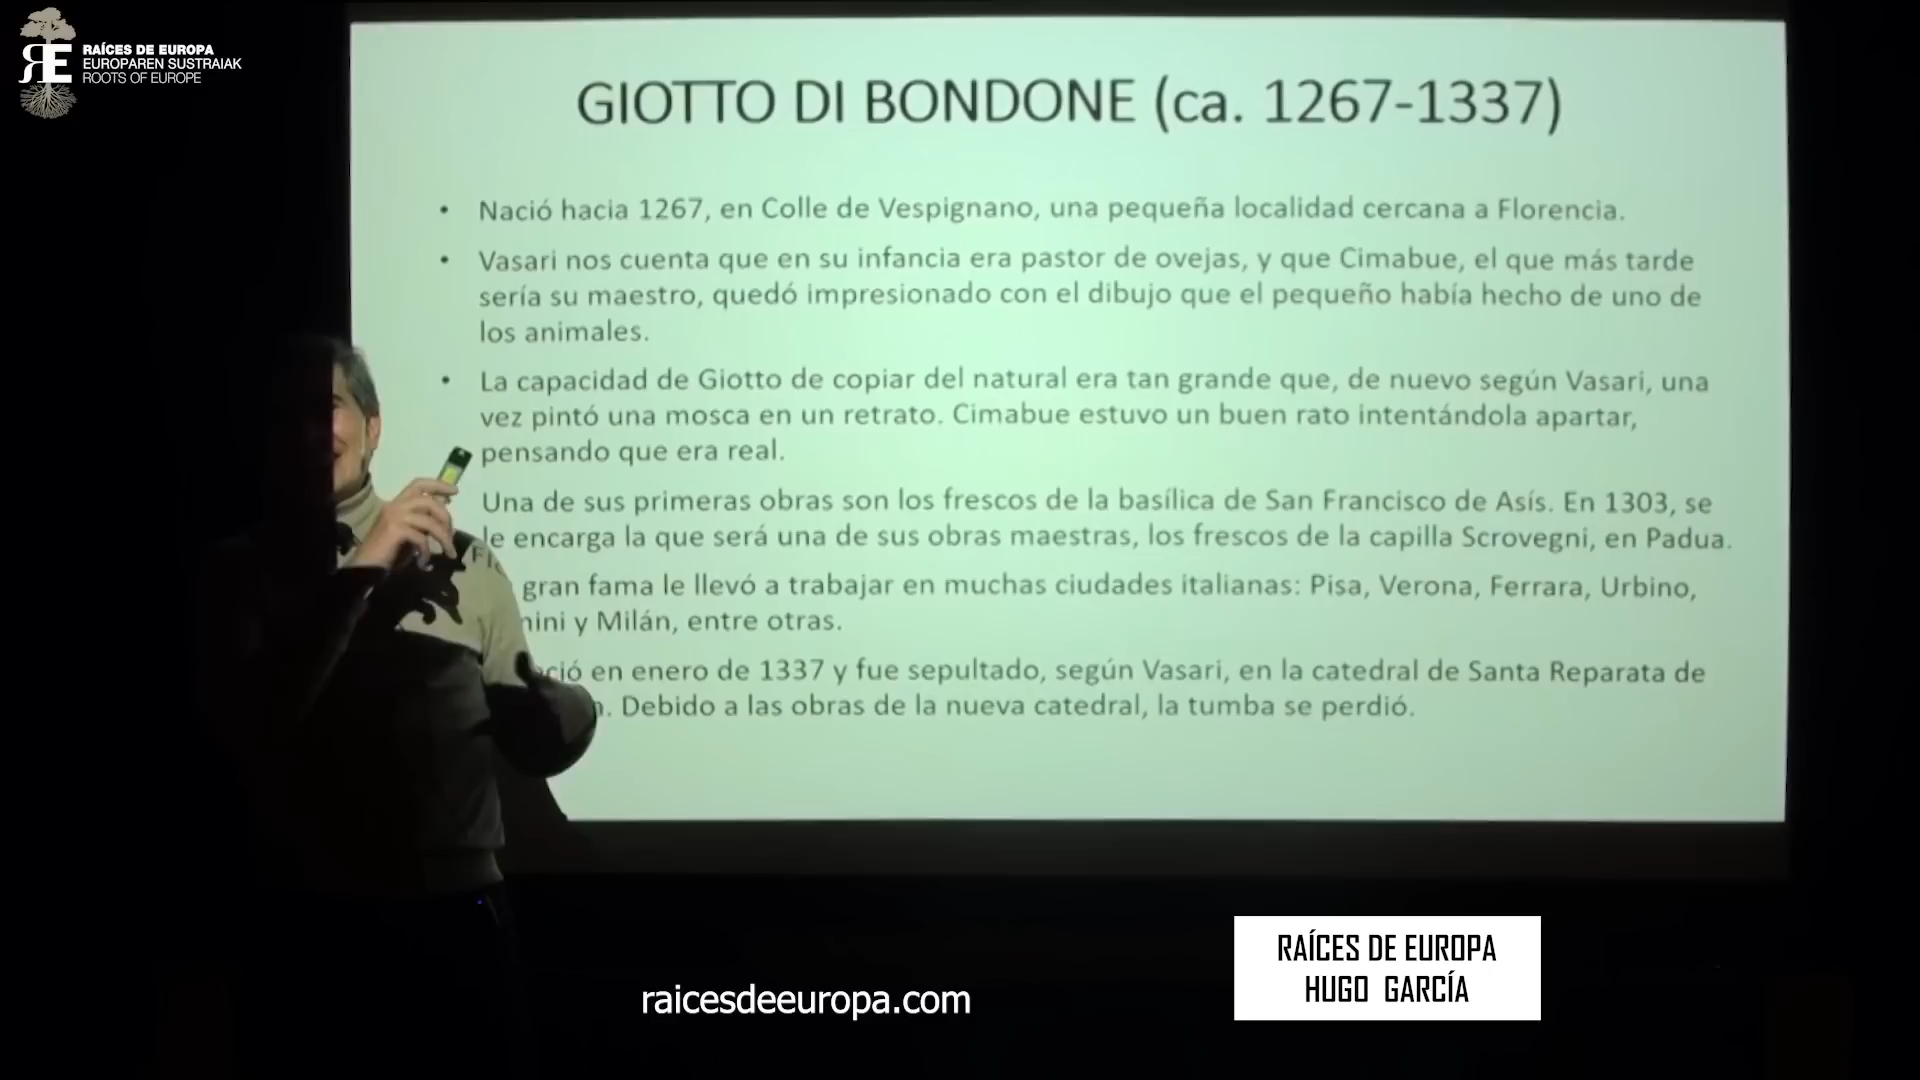 RAÍCES DE EUROPA
EUROPAREN SUSTRAIAK
ROOTS OF EUROPE
GIOTTO DI BONDONE (ca. 1267-1337)
• Nació hacia 1267, en Colle de Vespignano, una pequeña localidad cercana a Florencia.
• Vasari nos cuenta que en su infancia era pastor de ovejas, y que Cimabue, el que más tarde
sería su maestro, quedó impresionado con el dibujo que el pequeño había hecho de uno de
los animales.
• La capacidad de Giotto de copiar del natural era tan grande que, de nuevo según Vasari, una
vez pintó una mosca en un retrato. Cimabue estuvo un buen rato intentándola apartar,
pensando que era real.
Una de sus primeras obras son los frescos de la basílica de San Francisco de Asís. En 1303, se
le encarga la que será una de sus obras maestras, los frescos de la capilla Scrovegni, en Padua.
gran fama le llevó a trabajar en muchas ciudades italianas: Pisa, Verona, Ferrara, Urbino,
y Milán, entre otras.
en enero de 1337 y fue sepultado, según Vasari, en la catedral de Santa Reparata de
Debido a las obras de la nueva catedral, la tumba se perdió.
RAÍCES DE EUROPA
HUGO GARCÍA
raicesdeeuropa.com